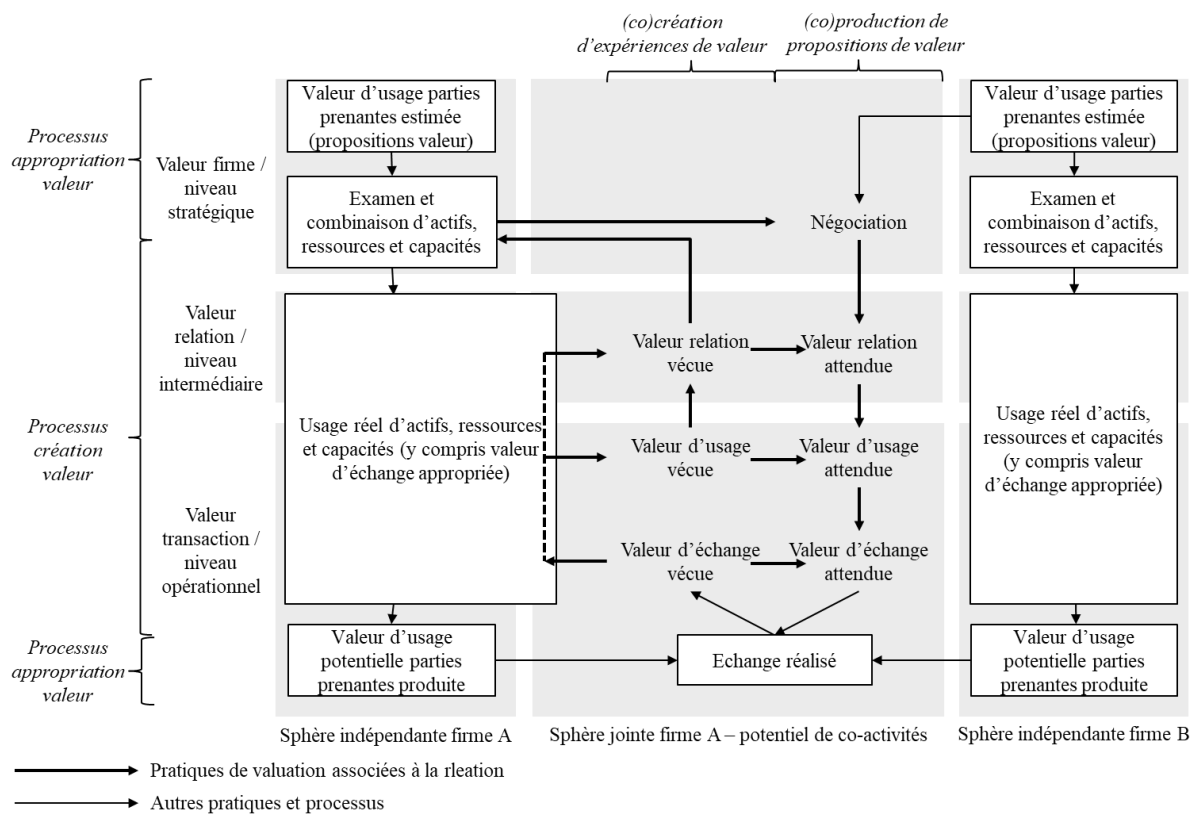 (co)création
d’expériences de valeur
(co)production de
propositions de valeur
Processus
appropriation
valeur
Valeur firme /
niveau
stratégique
Valeur d’usage parties
prenantes estimée
(propositions valeur)
Examen et
combinaison d’actifs,
ressources et capacités
Négociation
Valeur d’usage parties
prenantes estimée
(propositions valeur)
Examen et
combinaison d’actifs,
ressources et capacités
Processus
création
valeur
Valeur
relation /
niveau
intermédiaire
Valeur
transaction /
niveau
opérationnel
Usage réel d’actifs, ressources
et capacités (y compris valeur
d’échange appropriée)
Valeur relation
vécue
Valeur relation
attendue
Valeur d’usage
vécue
Valeur d’usage
attendue
Valeur d’échange
vécue
Valeur d’échange
attendue
Usage réel d’actifs,
ressources et capacités
(y compris valeur
d’échange appropriée)
Processus
appropriation
valeur
Valeur d’usage
potentielle parties
prenantes produite
Echange réalisé
Valeur d’usage
potentielle parties
prenantes produite
Sphère indépendante firme A
Sphère jointe firme A – potentiel de co-activités
Sphère indépendante firme B
Pratiques de valuation associées à la rleation
Autres pratiques et processus